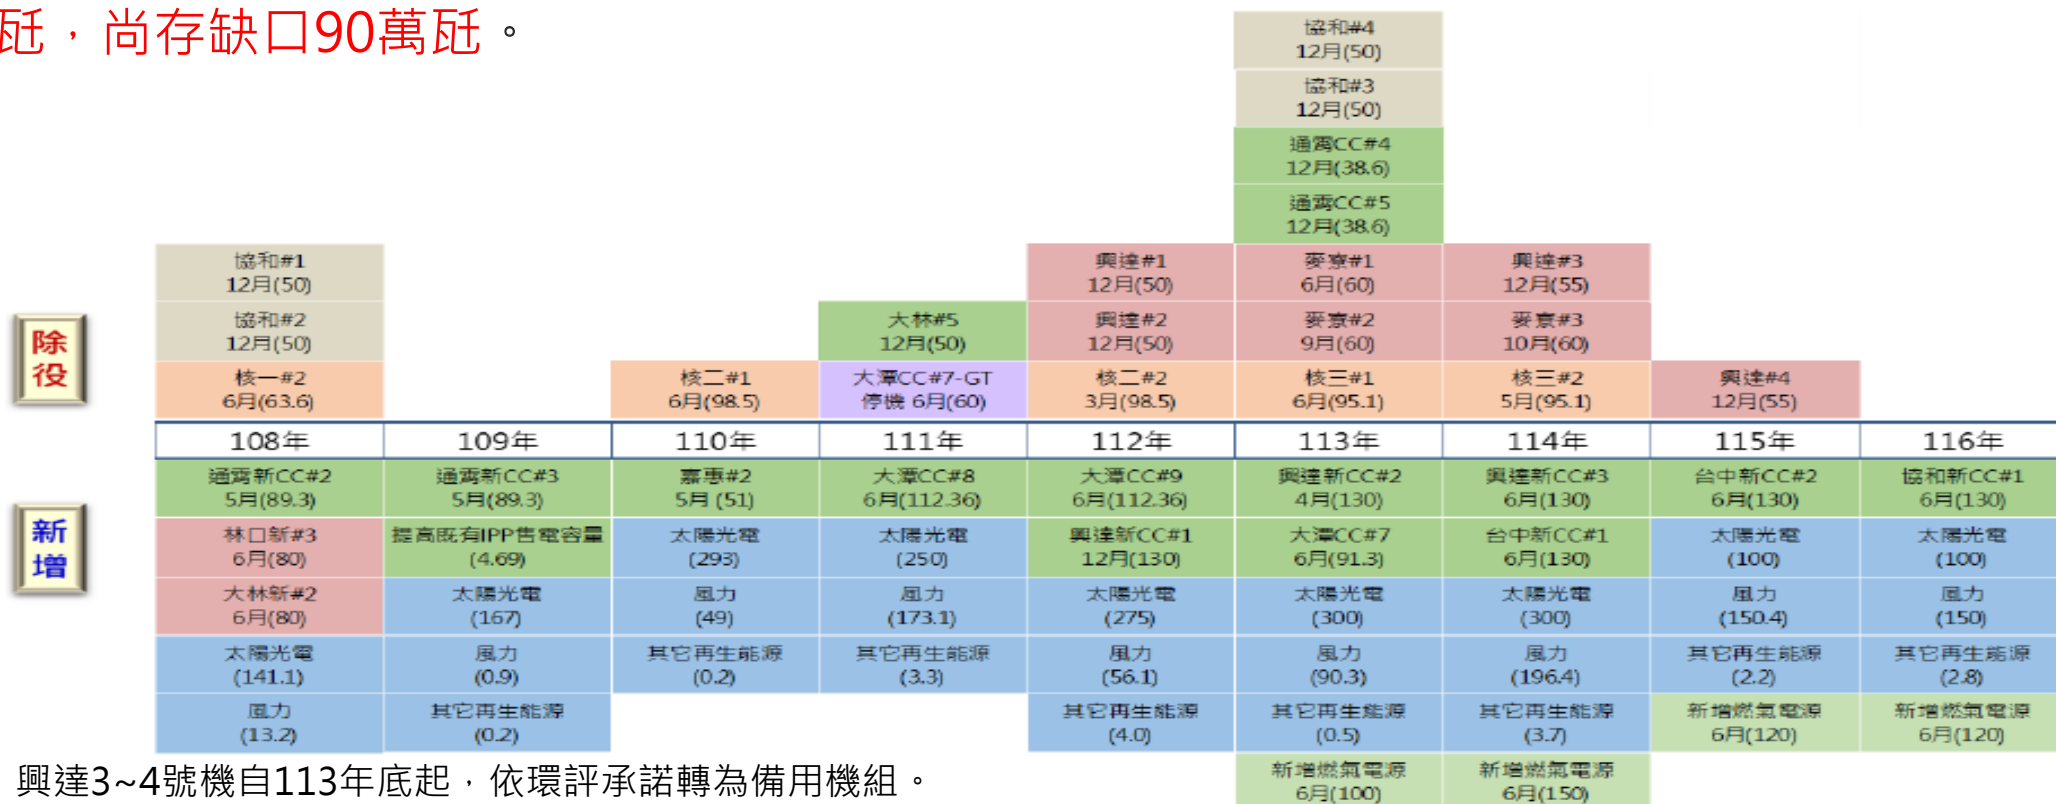 瓩，尚存缺口90萬瓩。
協和#4
12月(50)
協和#3
12月(50)
通霄CC#4
12月(38.6)
通霄CC#5
12月(38.6)
協和#1
12月(50)
興達#1
12月(50)
麥寮#1
6月(60)
興達#3
12月(55)
除役
協和#2
12月(50)
大林#5
12月(50)
興達#2
12月(50)
麥寮#2
9月(60)
麥寮#3
10月(60)
核一#2
6月(63.6)
核二#1
6月(98.5)
大潭CC#7-GT
停機 6月(60)
核二#2
3月(98.5)
核三#1
6月(95.1)
核三#2
5月(95.1)
興達#4
12月(55)
108年
109年
110年
111年
112年
113年
114年
115年
116年
新增
通霄新CC#2
5月(89.3)
通霄新CC#3
5月(89.3)
嘉惠#2
5月 (51)
大潭CC#8
6月(112.36)
大潭CC#9
6月(112.36)
興達新CC#2
4月(130)
興達新CC#3
6月(130)
台中新CC#2
6月(130)
協和新CC#1
6月(130)
林口新#3
6月(80)
提高既有IPP售電容量
(4.69)
太陽光電
(293)
太陽光電
(250)
興達新CC#1
12月(130)
大潭CC#7
6月(91.3)
台中新CC#1
6月(130)
太陽光電
(100)
太陽光電
(100)
大林新#2
6月(80)
太陽光電
(167)
風力
(49)
風力
(173.1)
太陽光電
(275)
太陽光電
(300)
太陽光電
(300)
風力
(150.4)
風力
(150)
太陽光電
(141.1)
風力
(0.9)
其它再生能源
(0.2)
其它再生能源
(3.3)
風力
(56.1)
風力
(90.3)
風力
(196.4)
其它再生能源
(2.2)
其它再生能源
(2.8)
風力
(13.2)
其它再生能源
(0.2)
其它再生能源
(4.0)
其它再生能源
(0.5)
其它再生能源
(3.7)
新增燃氣電源
6月(120)
新增燃氣電源
6月(120)
新增燃氣電源
6月(100)
新增燃氣電源
6月(150)
興達3~4號機自113年底起，依環評承諾轉為備用機組。